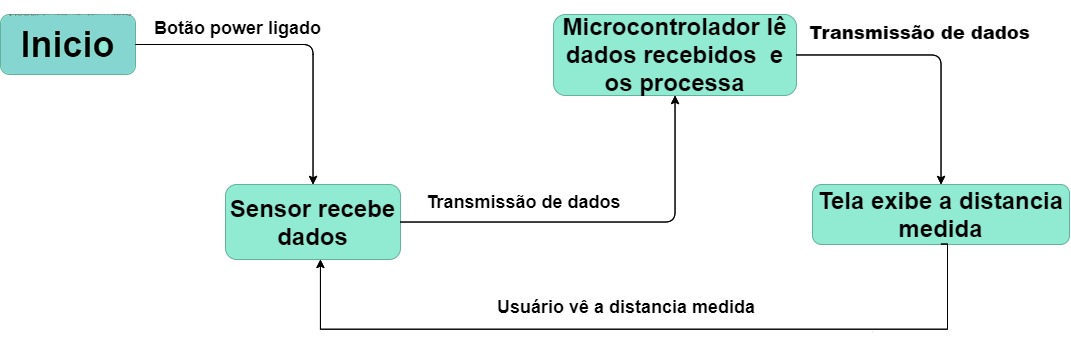 Inicio
Botão power ligado
Sensor recebe
dados
Transmissão de dados
Microcontrolador lê
dados recebidos e
os processa
Transmissão de dados
Tela exibe a distancia
medida
Usuário vê a distancia medida